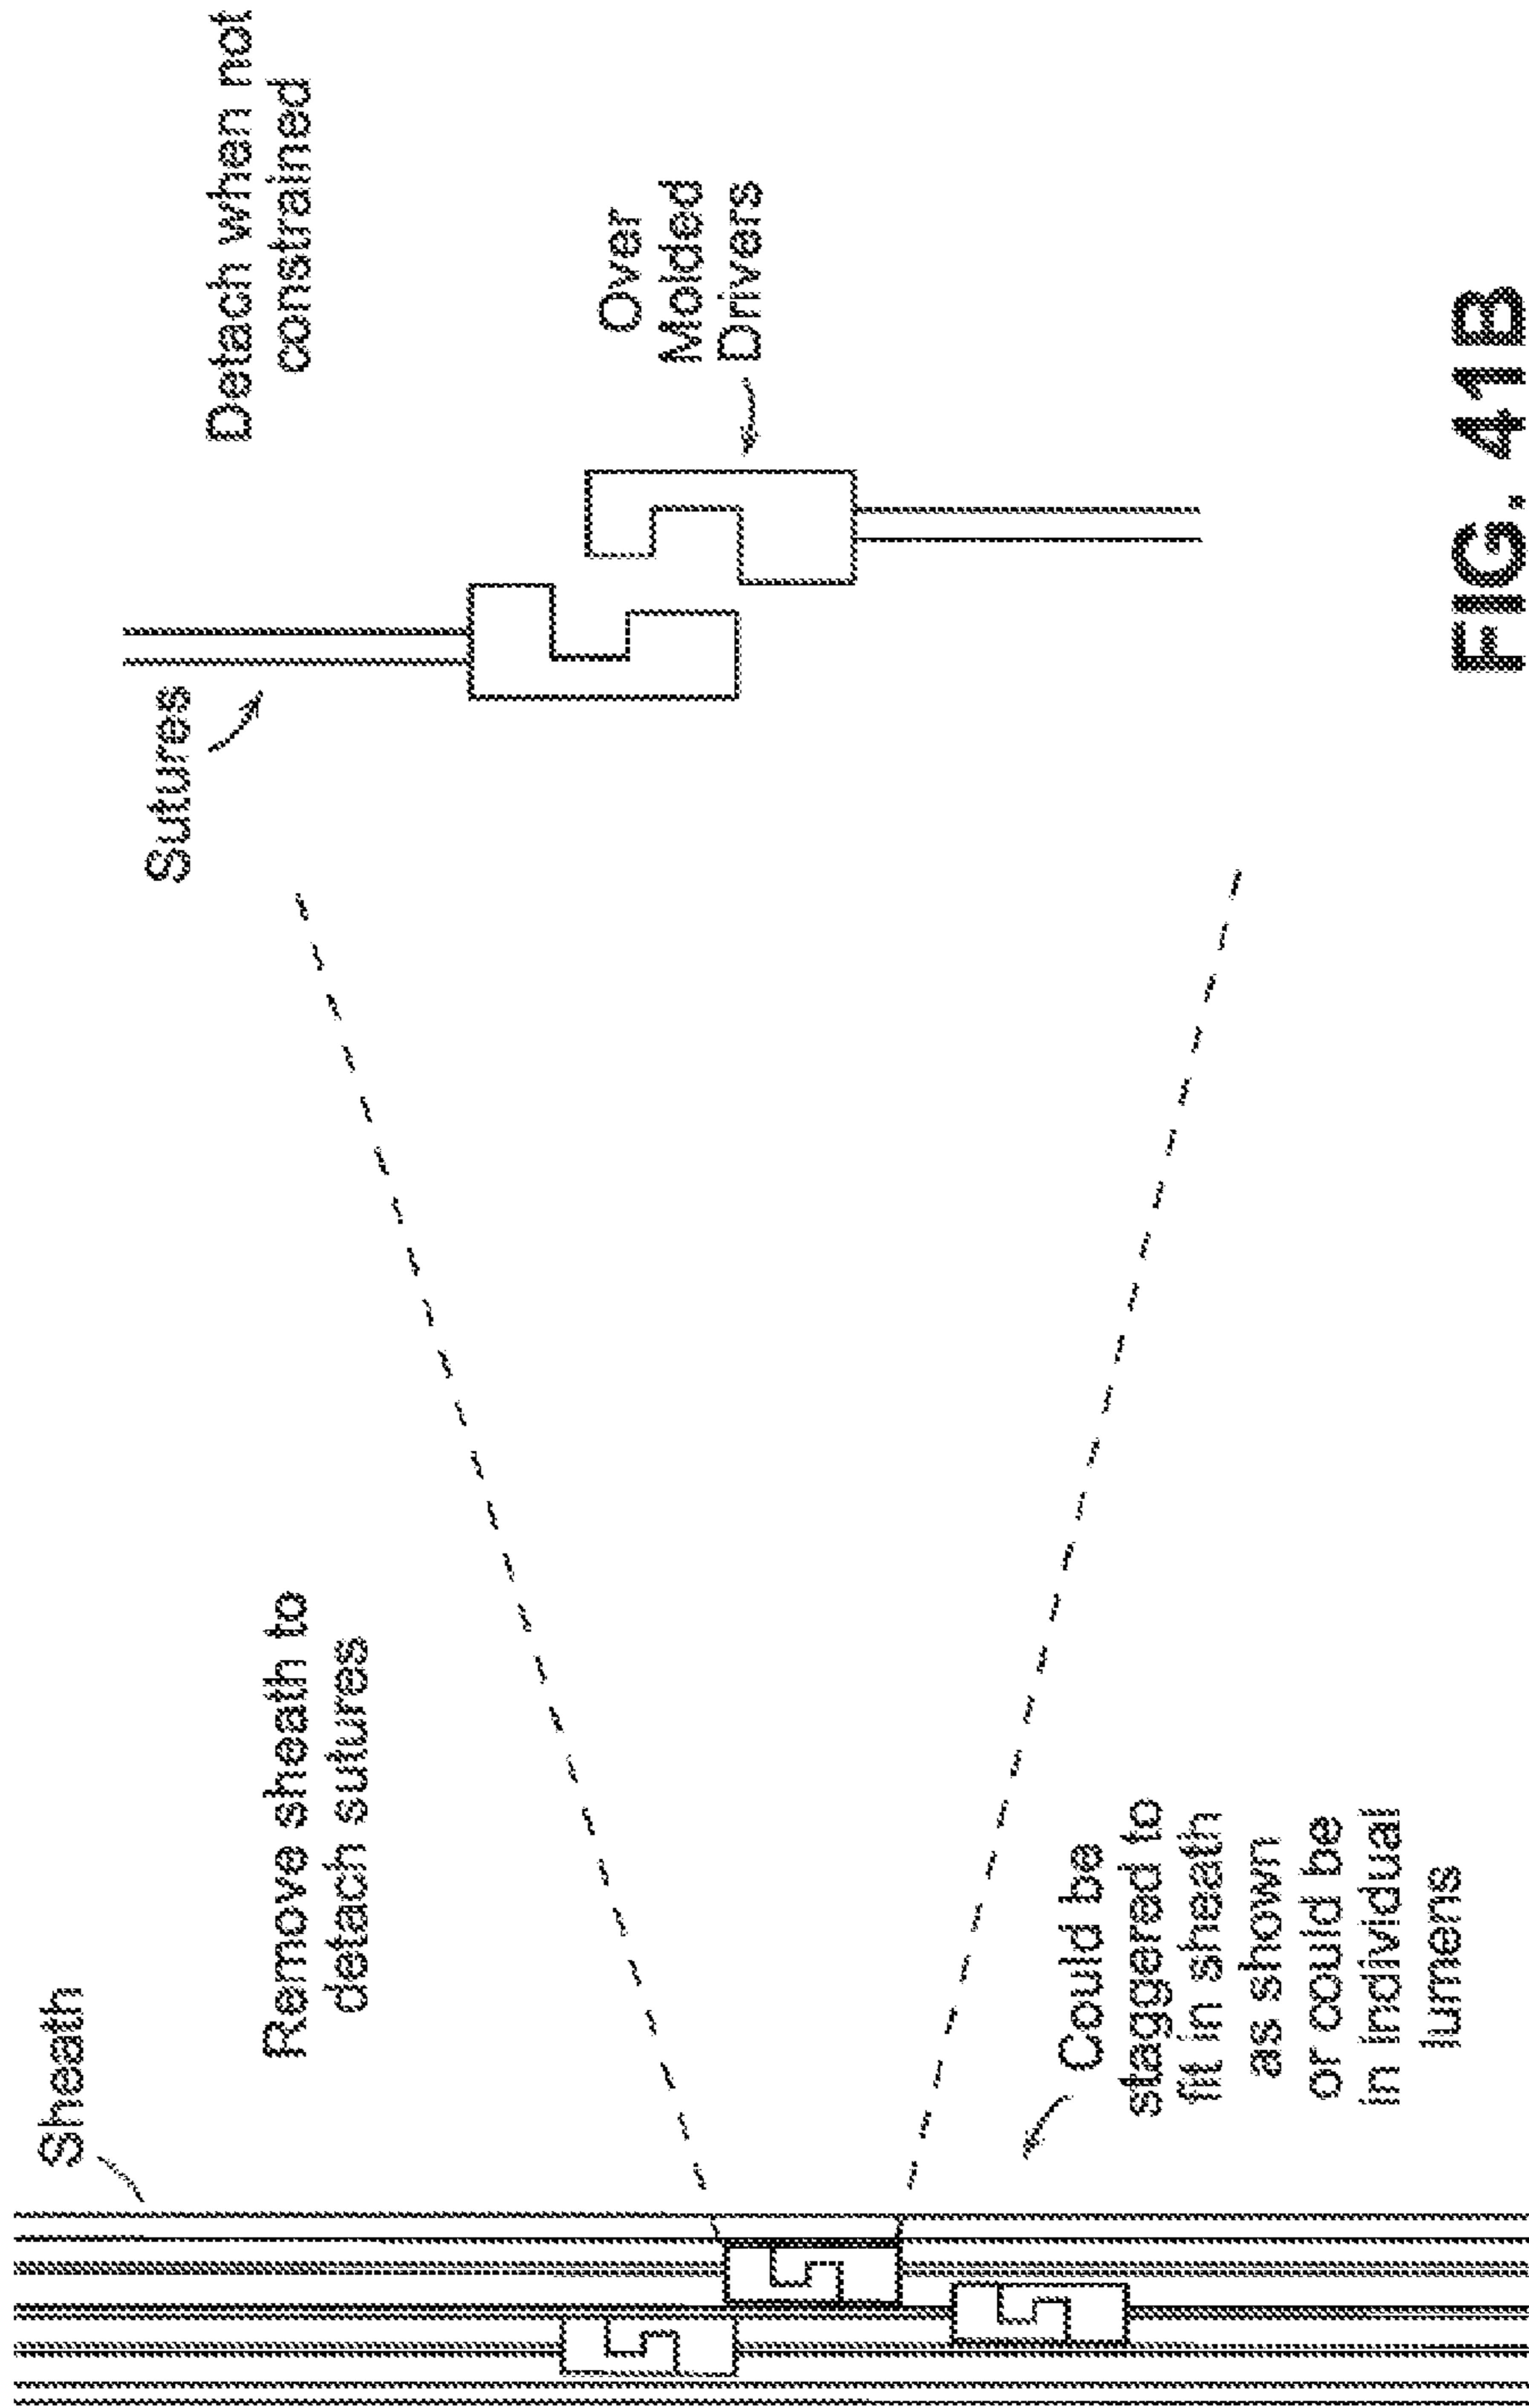 Sheath
Remove sheath to
detach sutures
Could be
staggered to
fit in sheath
as shown
or could be
in individual
lumens
Sutures
Detach when not
constrained
Over
Molded
Drivers
FIG. 41B